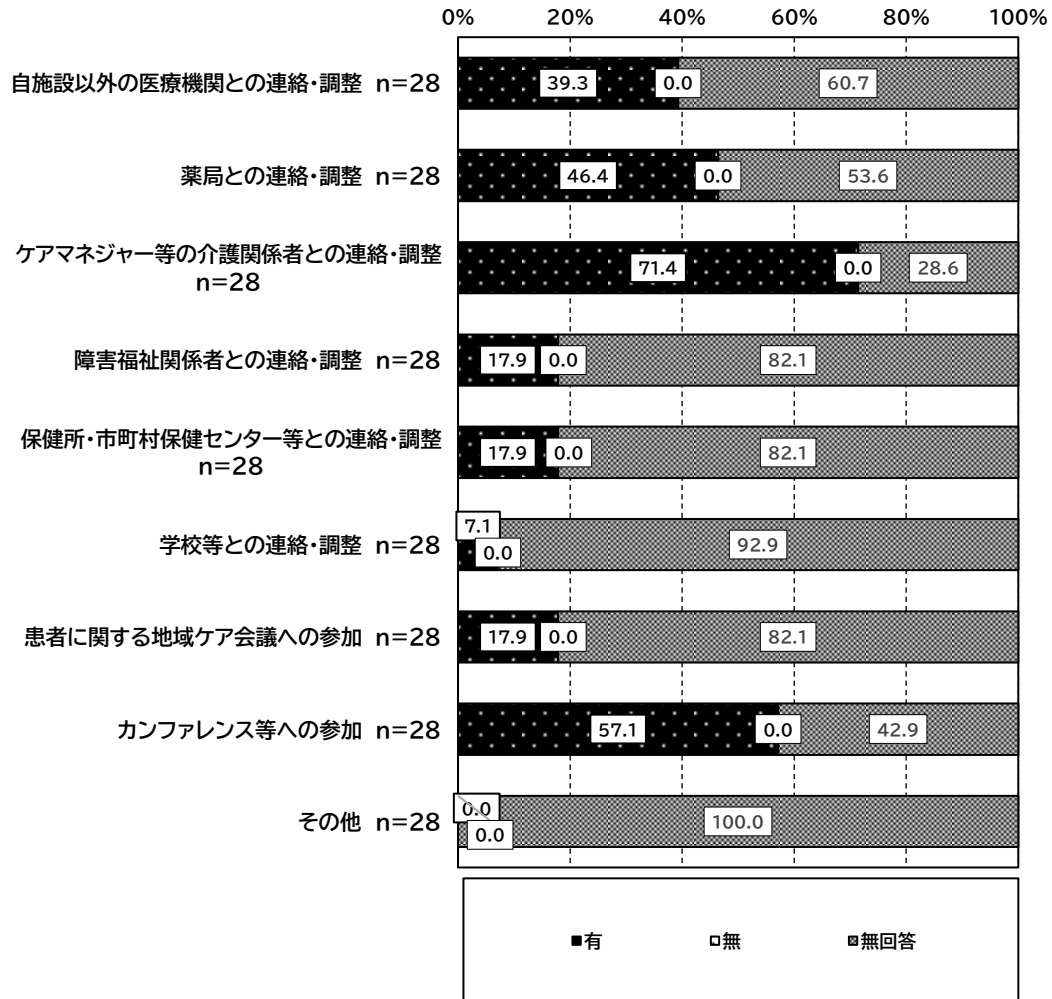 0% 20% 40% 60% 80% 100%
自施設以外の医療機関との連絡・調整 n=28 39.3 0.0 60.7
薬局との連絡・調整 n=28 46.4 0.0 53.6
ケアマネジャー等の介護関係者との連絡・調整
n=28 71.4 0.0 28.6
障害福祉関係者との連絡・調整 n=28 17.9 0.0 82.1
保健所・市町村保健センター等との連絡・調整
n=28 17.9 0.0 82.1
学校等との連絡・調整 n=28 7.1 0.0 92.9
患者に関する地域ケア会議への参加 n=28 17.9 0.0 82.1
カンファレンス等への参加 n=28 57.1 0.0 42.9
その他 n=28 0.0 0.0 100.0
有 無 無回答